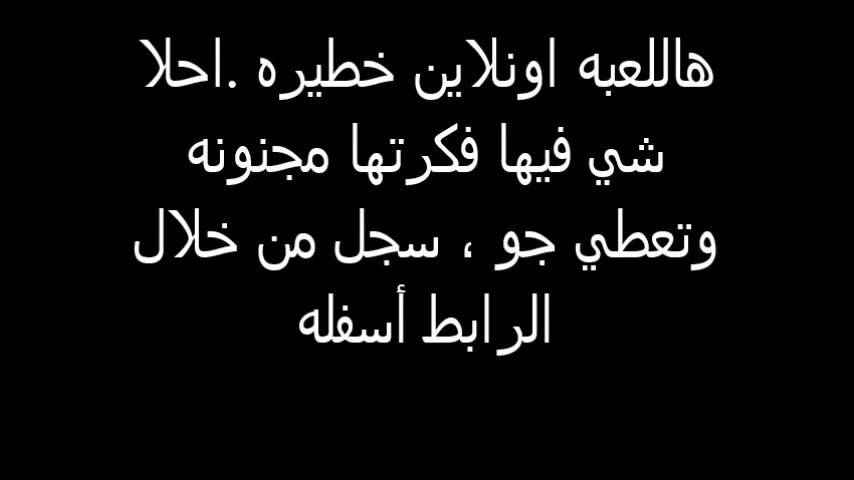 هاللعبه اونلاين خطيره .احلا
شي فيها فكرتها مجنونه
وتعطي جو ، سجل من خلال
الرابط أسفله